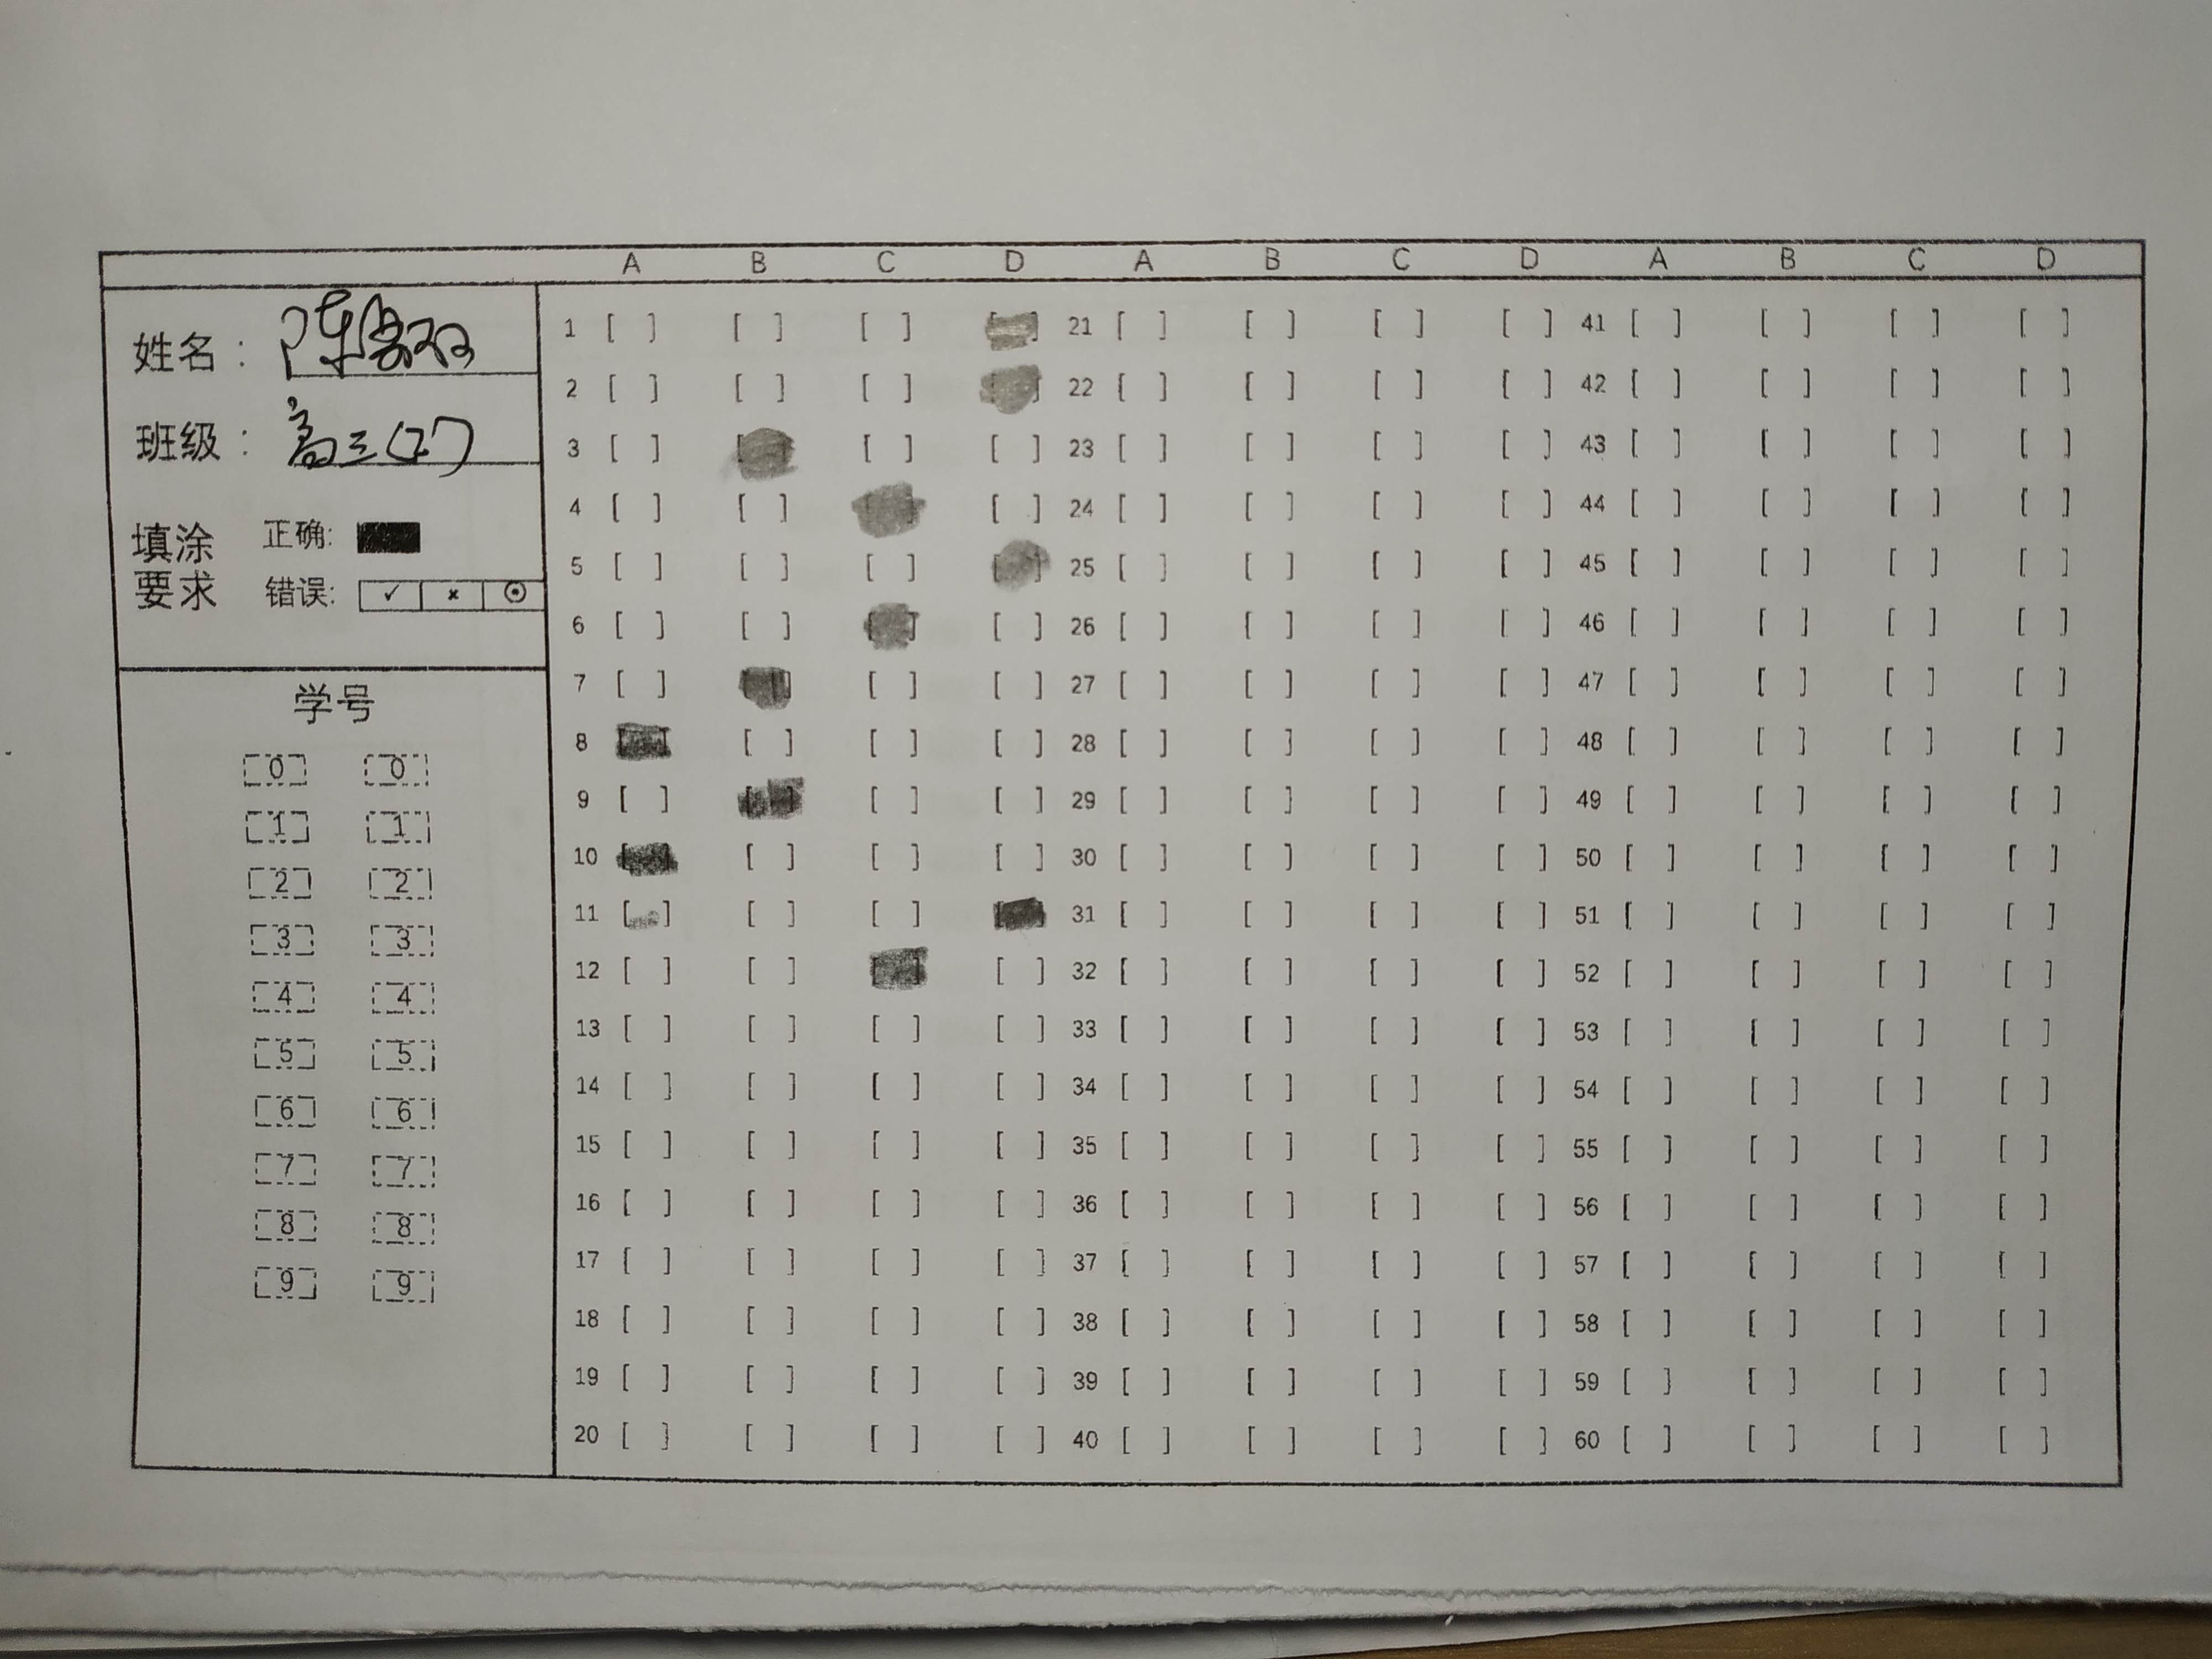 A B C D A B C D A B C D
姓名：陈
班级：高三(2)
填涂要求 正确:
错误: ✓ × ⊙
学号
[0] [0]
[1] [1]
[2] [2]
[3] [3]
[4] [4]
[5] [5]
[6] [6]
[7] [7]
[8] [8]
[9] [9]
1 [ ] [ ] [ ] [ ] 21 [ ] [ ] [ ] [ ] 41 [ ] [ ] [ ] [ ]
2 [ ] [ ] [ ] [ ] 22 [ ] [ ] [ ] [ ] 42 [ ] [ ] [ ] [ ]
3 [ ] [ ] [ ] [ ] 23 [ ] [ ] [ ] [ ] 43 [ ] [ ] [ ] [ ]
4 [ ] [ ] [ ] [ ] 24 [ ] [ ] [ ] [ ] 44 [ ] [ ] [ ] [ ]
5 [ ] [ ] [ ] [ ] 25 [ ] [ ] [ ] [ ] 45 [ ] [ ] [ ] [ ]
6 [ ] [ ] [ ] [ ] 26 [ ] [ ] [ ] [ ] 46 [ ] [ ] [ ] [ ]
7 [ ] [ ] [ ] [ ] 27 [ ] [ ] [ ] [ ] 47 [ ] [ ] [ ] [ ]
8 [ ] [ ] [ ] [ ] 28 [ ] [ ] [ ] [ ] 48 [ ] [ ] [ ] [ ]
9 [ ] [ ] [ ] [ ] 29 [ ] [ ] [ ] [ ] 49 [ ] [ ] [ ] [ ]
10 [ ] [ ] [ ] [ ] 30 [ ] [ ] [ ] [ ] 50 [ ] [ ] [ ] [ ]
11 [ ] [ ] [ ] [ ] 31 [ ] [ ] [ ] [ ] 51 [ ] [ ] [ ] [ ]
12 [ ] [ ] [ ] [ ] 32 [ ] [ ] [ ] [ ] 52 [ ] [ ] [ ] [ ]
13 [ ] [ ] [ ] [ ] 33 [ ] [ ] [ ] [ ] 53 [ ] [ ] [ ] [ ]
14 [ ] [ ] [ ] [ ] 34 [ ] [ ] [ ] [ ] 54 [ ] [ ] [ ] [ ]
15 [ ] [ ] [ ] [ ] 35 [ ] [ ] [ ] [ ] 55 [ ] [ ] [ ] [ ]
16 [ ] [ ] [ ] [ ] 36 [ ] [ ] [ ] [ ] 56 [ ] [ ] [ ] [ ]
17 [ ] [ ] [ ] [ ] 37 [ ] [ ] [ ] [ ] 57 [ ] [ ] [ ] [ ]
18 [ ] [ ] [ ] [ ] 38 [ ] [ ] [ ] [ ] 58 [ ] [ ] [ ] [ ]
19 [ ] [ ] [ ] [ ] 39 [ ] [ ] [ ] [ ] 59 [ ] [ ] [ ] [ ]
20 [ ] [ ] [ ] [ ] 40 [ ] [ ] [ ] [ ] 60 [ ] [ ] [ ] [ ]